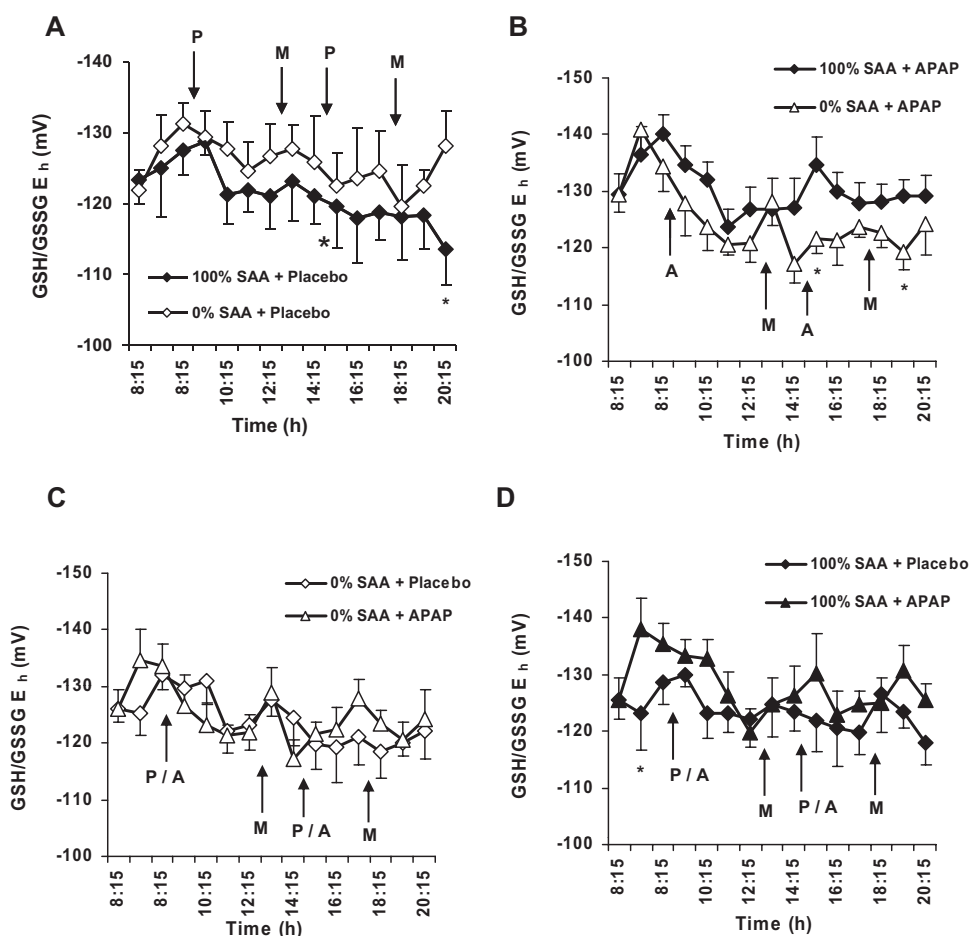 A
P
M
P
M
-140
-130
-120
-110
-100
GSH/GSSG E h (mV)
*
*
100% SAA + Placebo
0% SAA + Placebo
8:15
8:15
10:15
12:15
14:15
16:15
18:15
20:15
Time (h)
B
100% SAA + APAP
0% SAA + APAP
-150
-140
-130
-120
-110
-100
GSH/GSSG E h (mV)
A
M
A
*
M
*
8:15
8:15
10:15
12:15
14:15
16:15
18:15
20:15
Time (h)
C
0% SAA + Placebo
0% SAA + APAP
-150
-140
-130
-120
-110
-100
GSH/GSSG E h (mV)
P / A
M
P / A
M
8:15
8:15
10:15
12:15
14:15
16:15
18:15
20:15
Time (h)
D
100% SAA + Placebo
100% SAA + APAP
-150
-140
-130
-120
-110
-100
GSH/GSSG E h (mV)
*
P / A
M
P / A
M
8:15
8:15
10:15
12:15
14:15
16:15
18:15
20:15
Time (h)